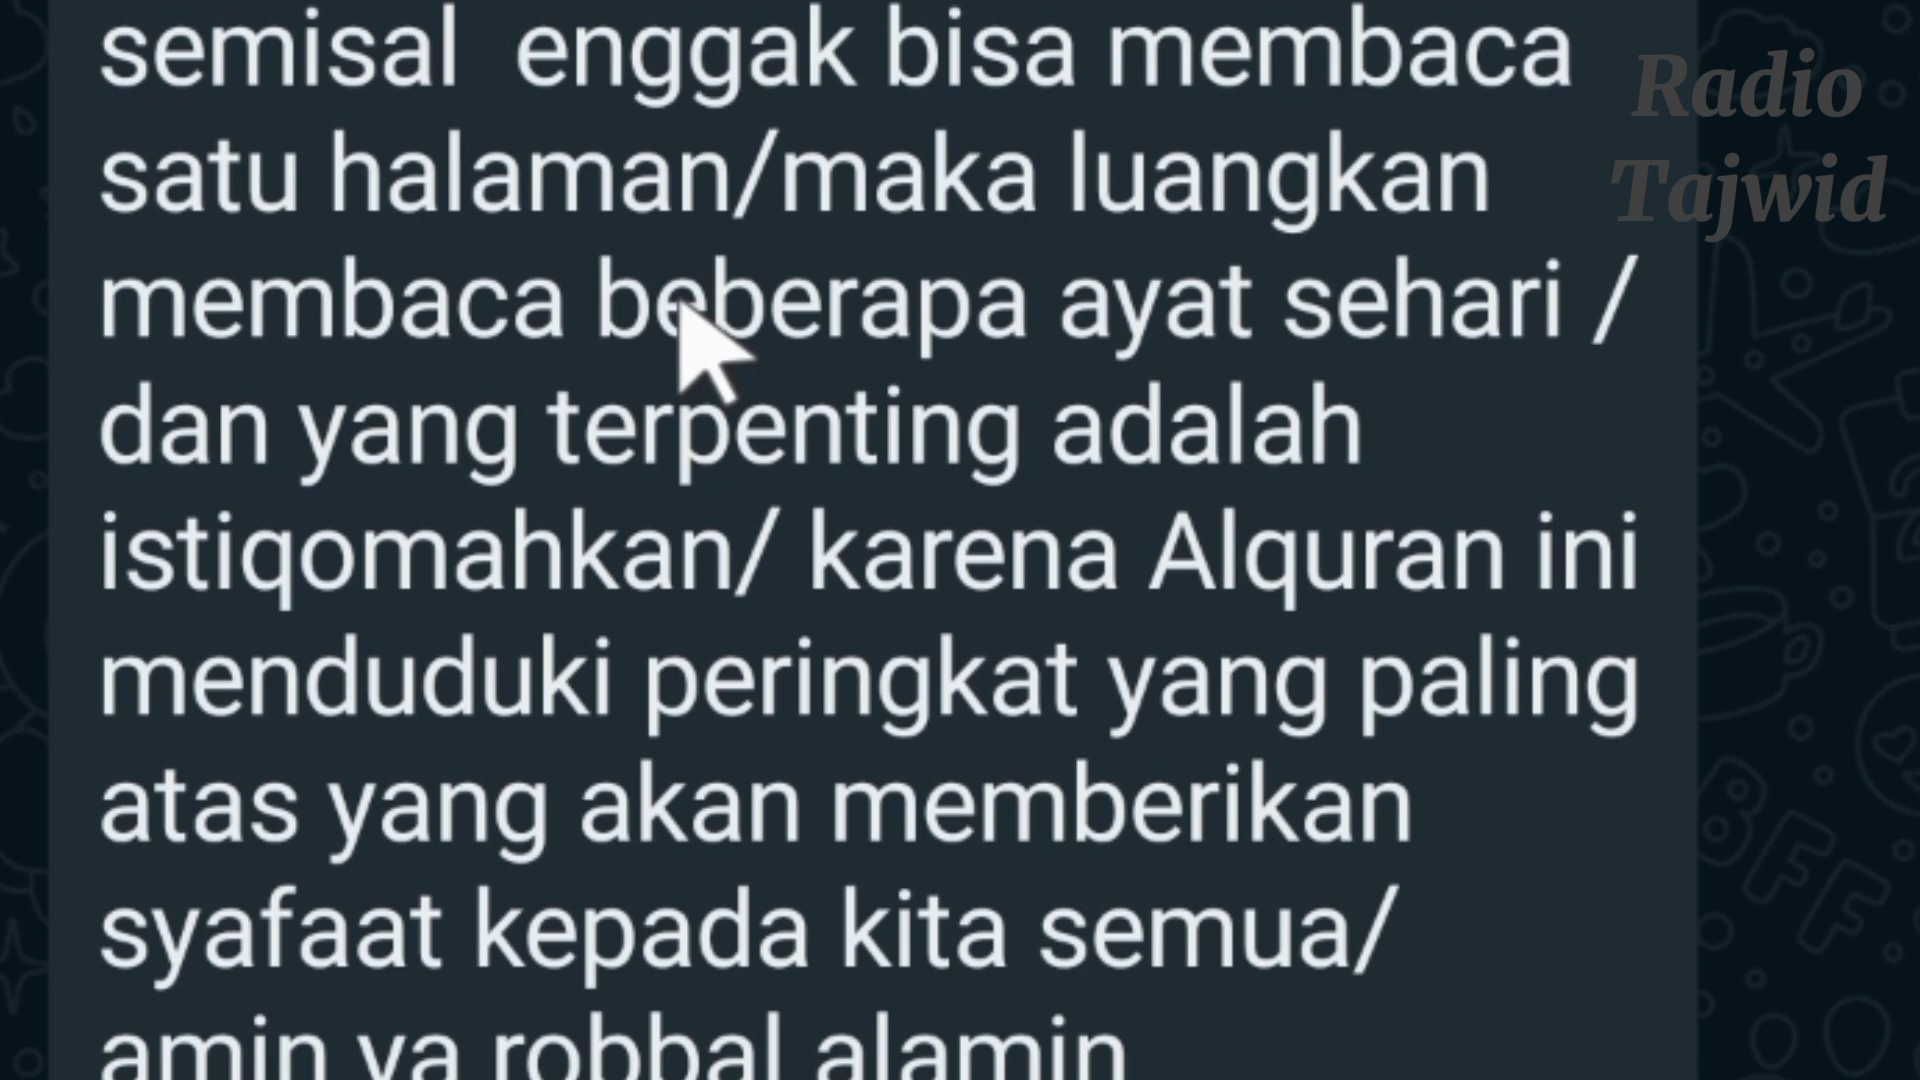 semisal  enggak bisa membaca
satu halaman/maka luangkan
membaca beberapa ayat sehari /
dan yang terpenting adalah
istiqomahkan/ karena Alquran ini
menduduki peringkat yang paling
atas yang akan memberikan
syafaat kepada kita semua/
amin ya robbal alamin
Radio
Tajwid
BFF